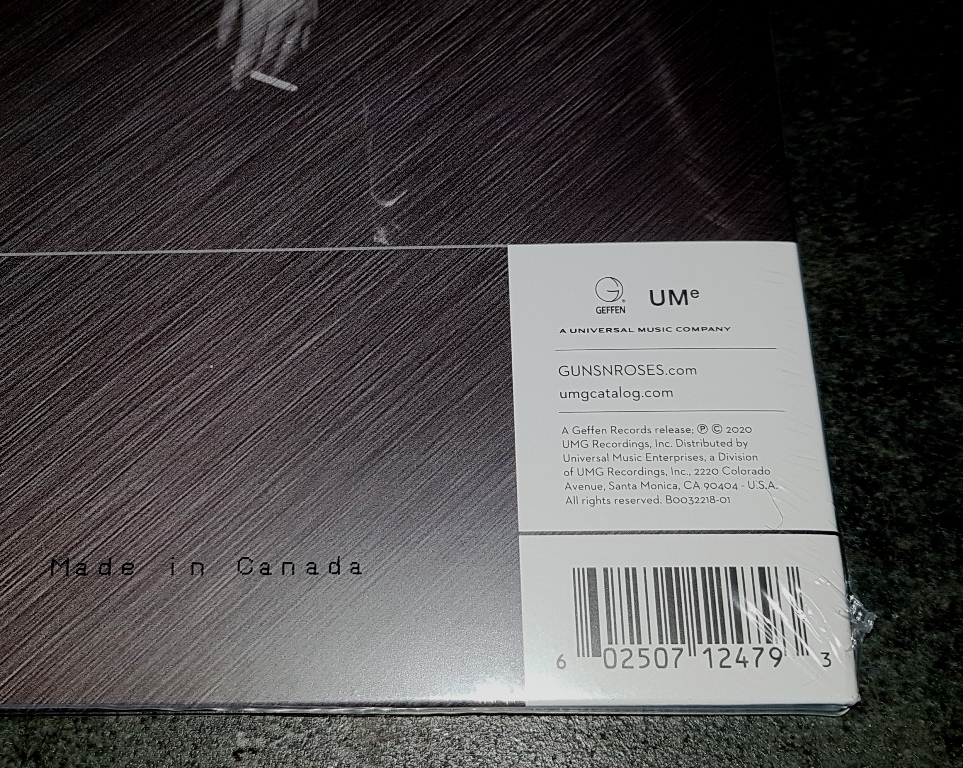 GEFFEN
UMe
A UNIVERSAL MUSIC COMPANY
GUNSNROSES.com
umgcatalog.com
A Geffen Records release; ℗ © 2020
UMG Recordings, Inc. Distributed by
Universal Music Enterprises, a Division
of UMG Recordings, Inc., 2220 Colorado
Avenue, Santa Monica, CA 90404 - U.S.A.
All rights reserved. B0032218-01
Made in Canada
6 02507 12479 3